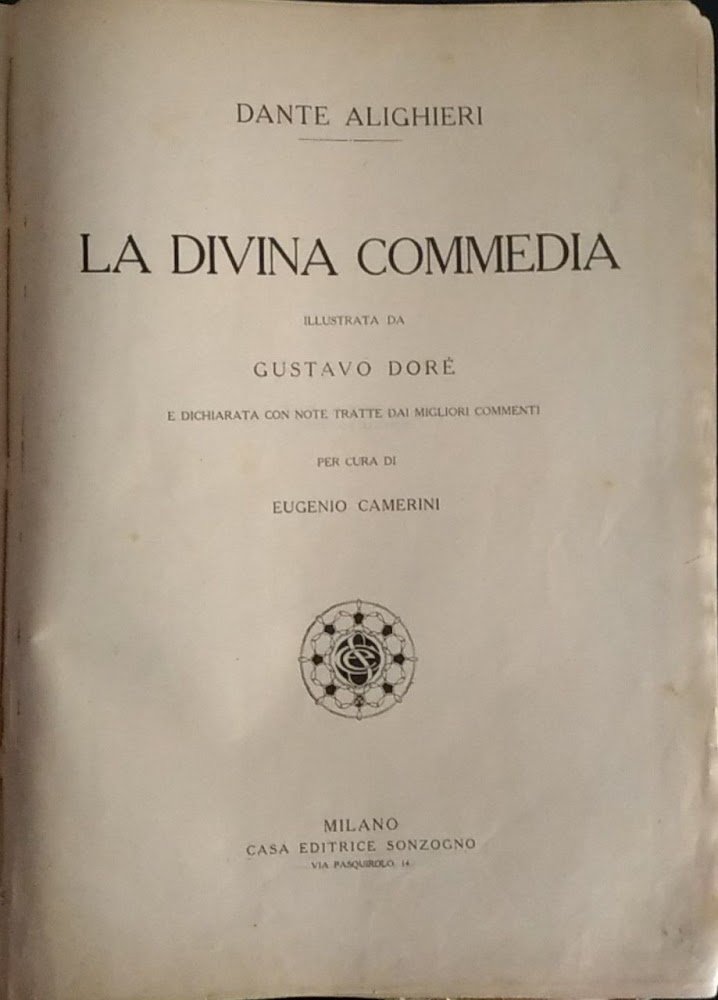 DANTE ALIGHIERI
LA DIVINA COMMEDIA
ILLUSTRATA DA
GUSTAVO DORÉ
E DICHIARATA CON NOTE TRATTE DAI MIGLIORI COMMENTI
PER CURA DI
EUGENIO CAMERINI
MILANO
CASA EDITRICE SONZOGNO
VIA PASQUIROLO, 14